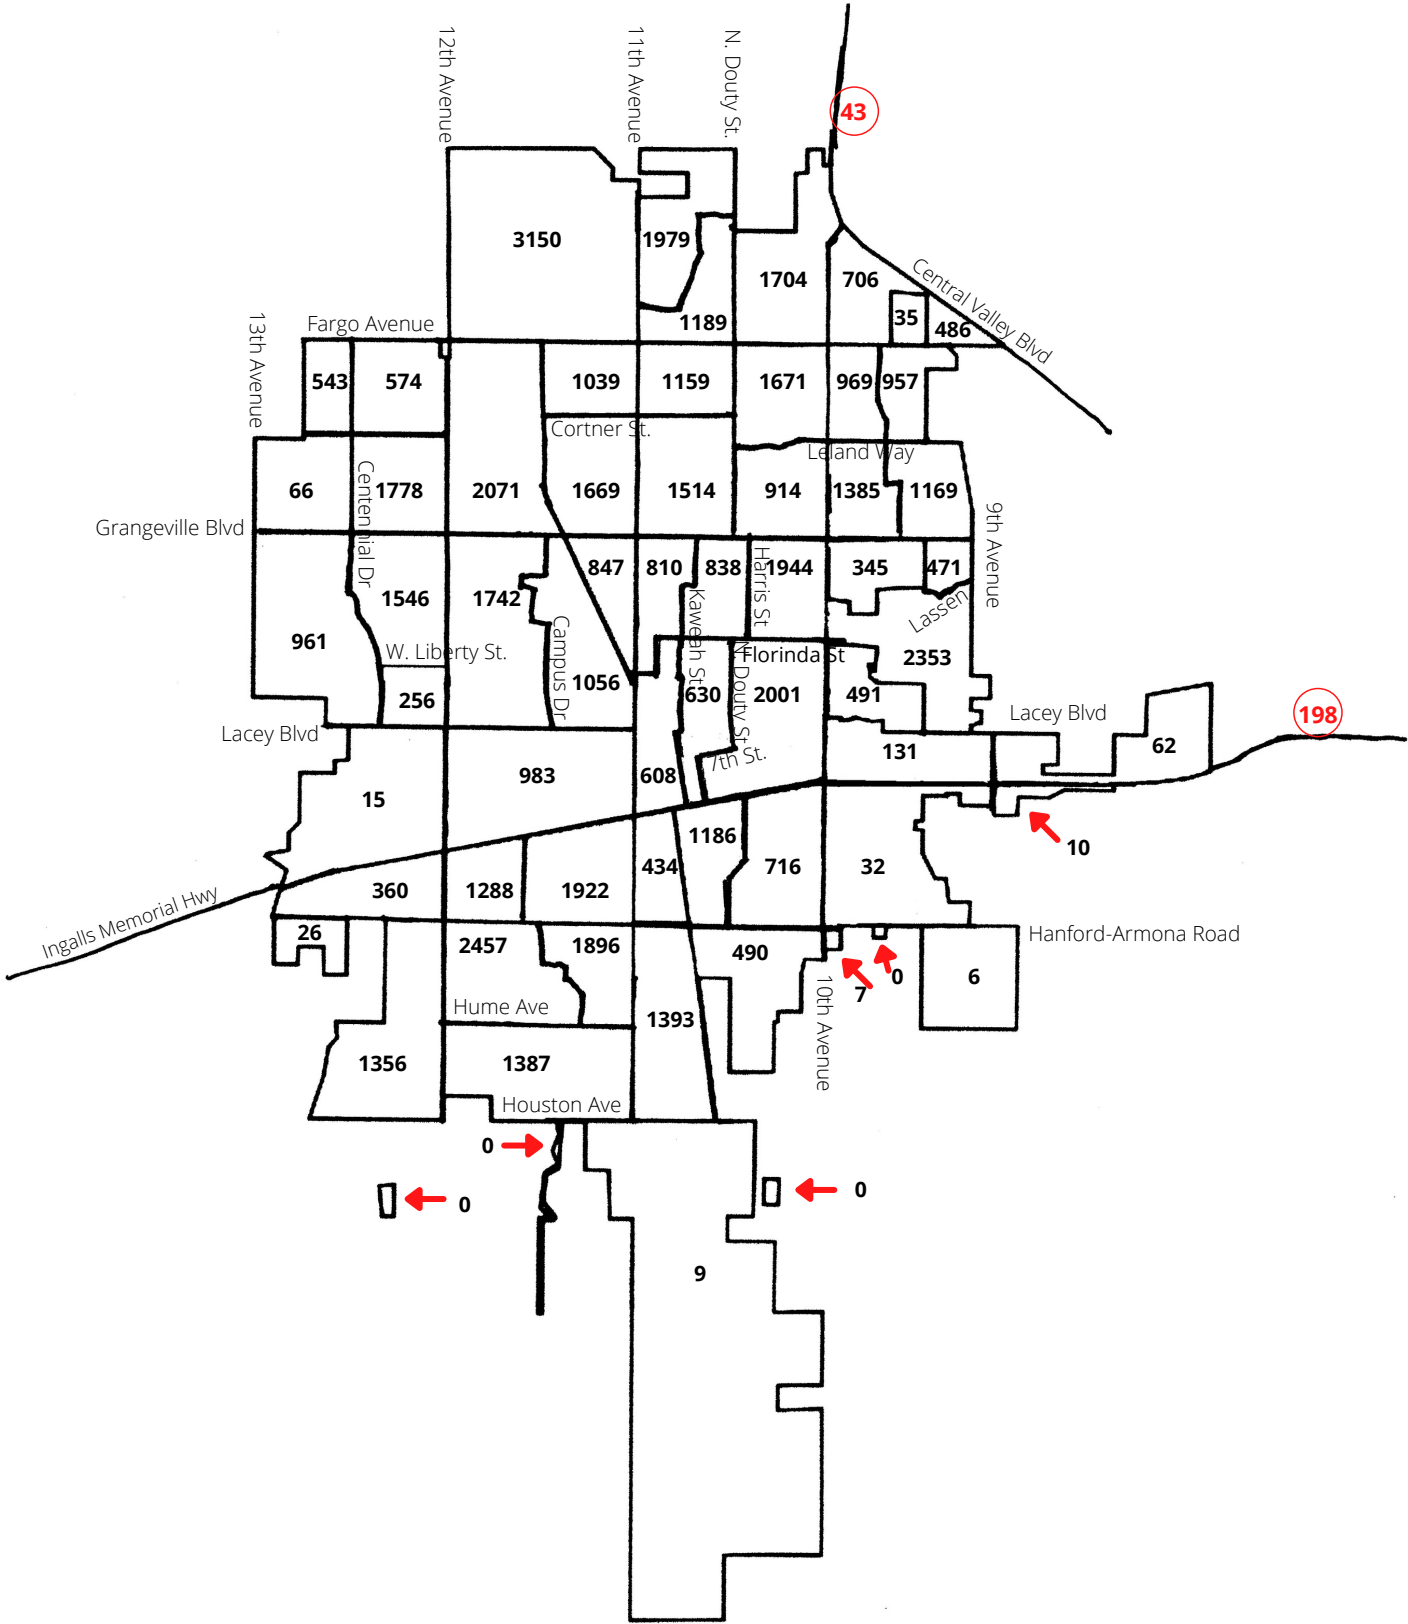 12th Avenue
11th Avenue
N. Douty St.
43
3150
1979
1704
706
Central Valley Blvd
35
486
1189
13th Avenue
Fargo Avenue
543
574
1039
1159
1671
969
957
Cortner St.
Leland Way
66
Centennial Dr
1778
2071
1669
1514
914
1385
1169
Grangeville Blvd
9th Avenue
847
810
838
Harris St
1944
345
471
1546
1742
Kaweah St
Lassen
961
W. Liberty St.
Campus Dr
1056
630
N. Douty St.
Florinda St
2001
491
2353
256
Lacey Blvd
Lacey Blvd
198
983
608
7th St.
131
62
15
1186
10
434
716
32
360
1288
1922
Ingalls Memorial Hwy
26
2457
1896
490
Hanford-Armona Road
7
0
6
10th Avenue
Hume Ave
1393
1356
1387
Houston Ave
0
0
0
9